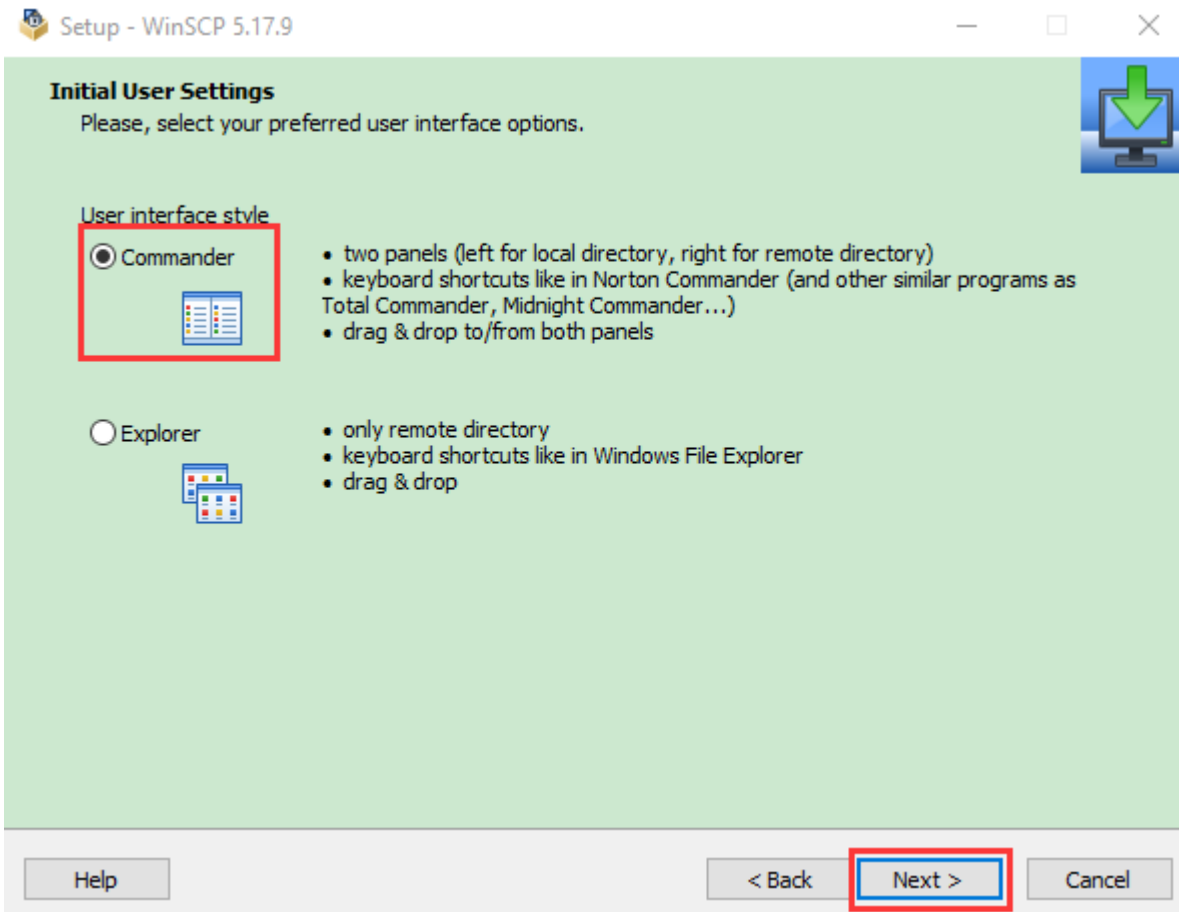 Setup - WinSCP 5.17.9
Initial User Settings
Please, select your preferred user interface options.
User interface style
Commander
• two panels (left for local directory, right for remote directory)
• keyboard shortcuts like in Norton Commander (and other similar programs as
Total Commander, Midnight Commander...)
• drag & drop to/from both panels
Explorer
• only remote directory
• keyboard shortcuts like in Windows File Explorer
• drag & drop
Help
< Back
Next >
Cancel